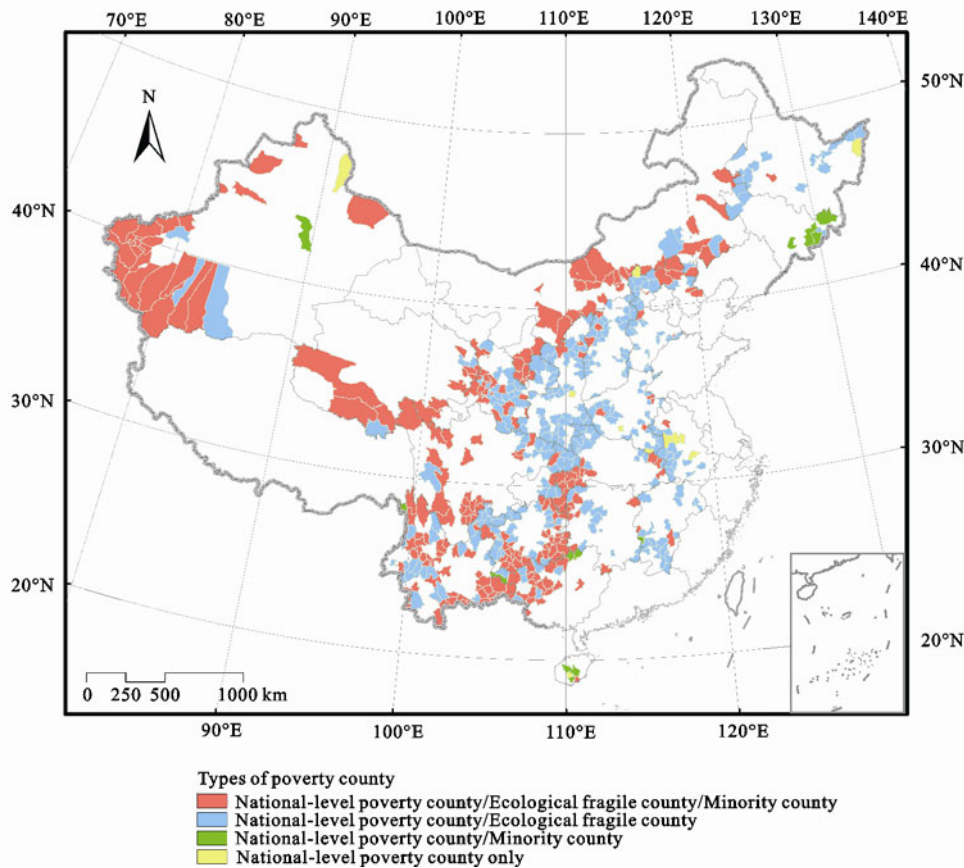 70°E 80°E 90°E 100°E 110°E 120°E 130°E 140°E
50°N
N
40°N
40°N
30°N
30°N
20°N
20°N
0 250 500 1000 km
90°E 100°E 110°E 120°E
Types of poverty county
National-level poverty county/Ecological fragile county/Minority county
National-level poverty county/Ecological fragile county
National-level poverty county/Minority county
National-level poverty county only